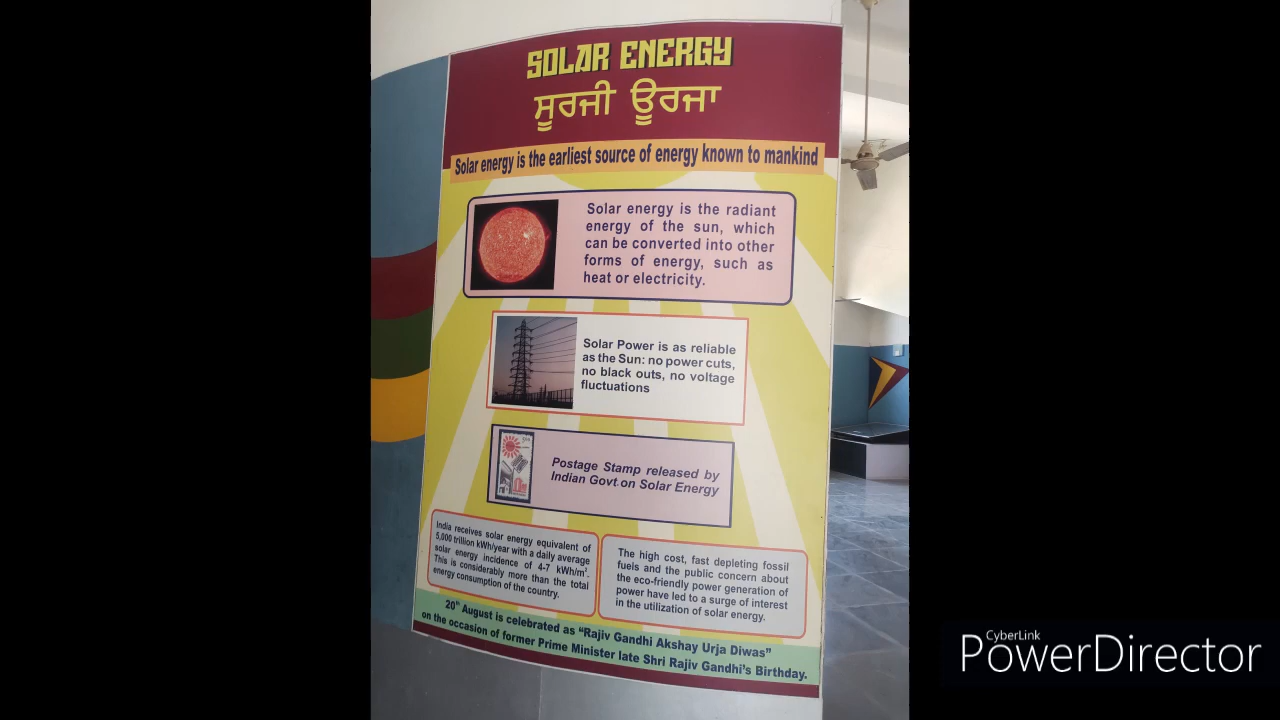 SOLAR ENERGY
ਸੂਰਜੀ ਊਰਜਾ
Solar energy is the earliest source of energy known to mankind
Solar energy is the radiant
energy of the sun, which
can be converted into other
forms of energy, such as
heat or electricity.
Solar Power is as reliable
as the Sun: no power cuts,
no black outs, no voltage
fluctuations
Postage Stamp released by
Indian Govt. on Solar Energy
India receives solar energy equivalent of
5,000 trillion kWh/year with a daily average
solar energy incidence of 4-7 kWh/m².
This is considerably more than the total
energy consumption of the country.
The high cost, fast depleting fossil
fuels and the public concern about
the eco-friendly power generation of
power have led to a surge of interest
in the utilization of solar energy.
20th August is celebrated as “Rajiv Gandhi Akshay Urja Diwas”
on the occasion of former Prime Minister late Shri Rajiv Gandhi's Birthday.
CyberLink
PowerDirector